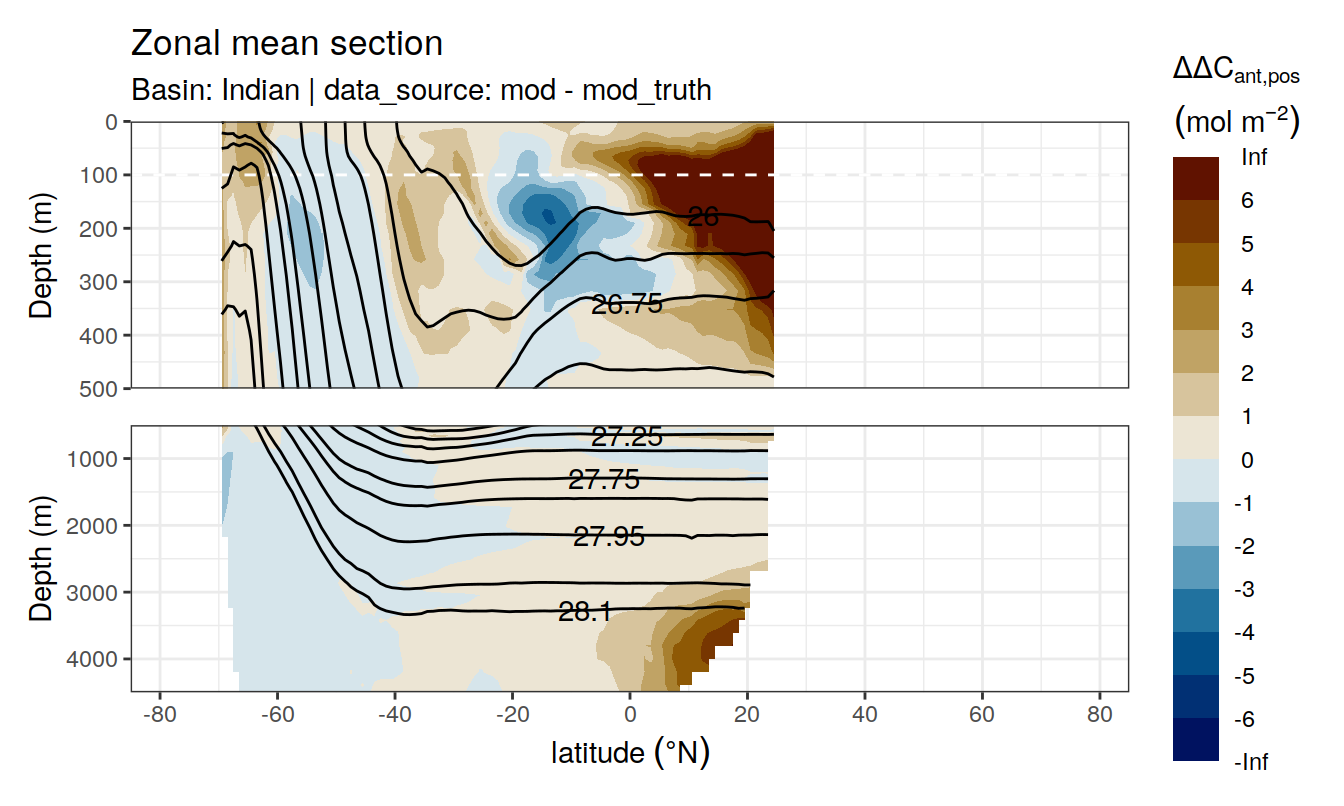 Zonal mean section
Basin: Indian | data_source: mod - mod_truth
ΔΔCant,pos
(mol m−2)
Inf
6
5
4
3
2
1
0
-1
-2
-3
-4
-5
-6
-Inf
Depth (m)
0
100
200
300
400
500
26
26.75
Depth (m)
1000
2000
3000
4000
27.25
27.75
27.95
28.1
-80 -60 -40 -20 0 20 40 60 80
latitude (°N)